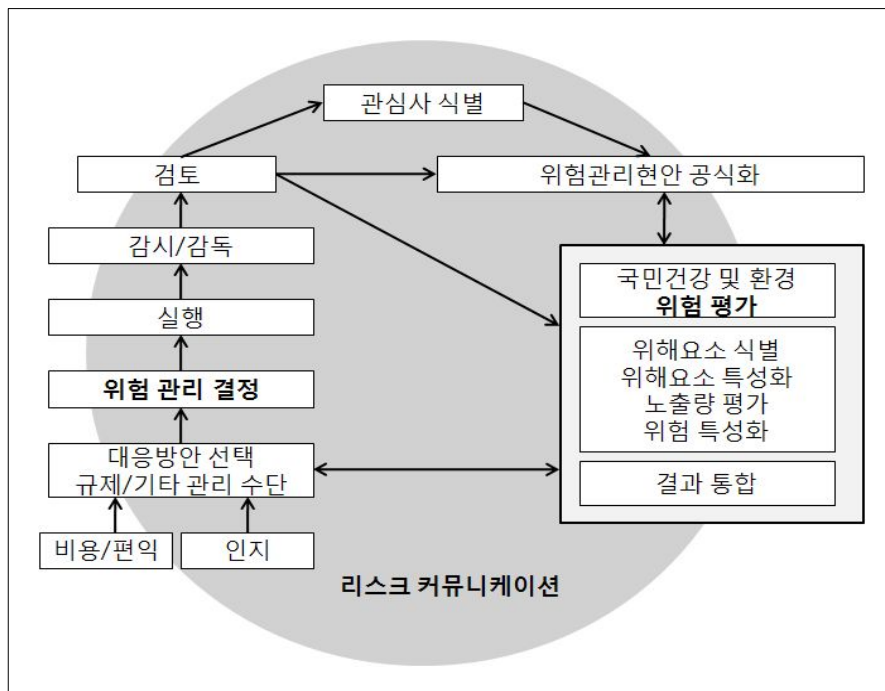 관심사 식별
검토
위험관리현안 공식화
감시/감독
실행
위험 관리 결정
대응방안 선택
규제/기타 관리 수단
비용/편익
인지
국민건강 및 환경
위험 평가
위해요소 식별
위해요소 특성화
노출량 평가
위험 특성화
결과 통합
리스크 커뮤니케이션